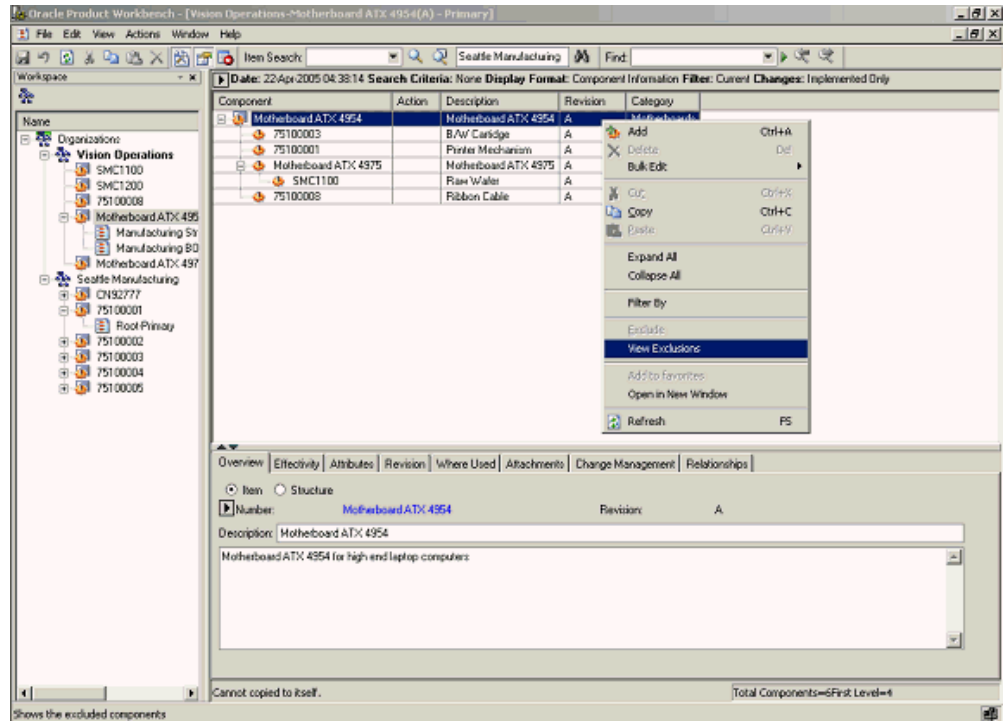 Oracle Product Workbench - [Vision Operations-Motherboard ATX 4954(A) - Primary]
File Edit View Actions Window Help
Item Search: Seattle Manufacturing Find:
Workspace
Date: 22-Apr-2005 04:38:14 Search Criteria: None Display Format: Component Information Filter: Current Changes: Implemented Only
Name
Organizations
Vision Operations
SMC1100
SMC1200
75100008
Motherboard ATX 495
Manufacturing Str
Manufacturing BO
Motherboard ATX 497
Seattle Manufacturing
CN92777
75100001
Root-Primary
75100002
75100003
75100004
75100005
Component Action Description Revision Category
Motherboard ATX 4954 Motherboard ATX 4954 A Motherboards
75100003 B/W Cartidge A
75100001 Printer Mechanism A
Motherboard ATX 4975 Motherboard ATX 4975 A
SMC1100 Raw Wafer A
75100008 Ribbon Cable A
Add Ctrl+A
Delete Del
Bulk Edit
Cut Ctrl+X
Copy Ctrl+C
Paste Ctrl+V
Expand All
Collapse All
Filter By
Exclude
View Exclusions
Add to favorites
Open in New Window
Refresh F5
Overview Effectivity Attributes Revision Where Used Attachments Change Management Relationships
Item Structure
Number: Motherboard ATX 4954 Revision: A
Description: Motherboard ATX 4954
Motherboard ATX 4954 for high end laptop computers
Cannot copied to itself. Total Components=6First Level=4
Shows the excluded components